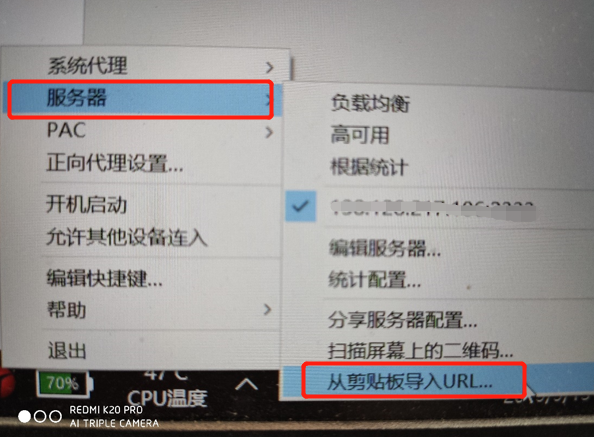 系统代理
服务器
PAC
正向代理设置...
开机启动
允许其他设备连入
编辑快捷键...
帮助
退出
负载均衡
高可用
根据统计
编辑服务器...
统计配置...
分享服务器配置...
扫描屏幕上的二维码...
从剪贴板导入URL...
70%
47°C
CPU温度
REDMI K20 PRO
AI TRIPLE CAMERA